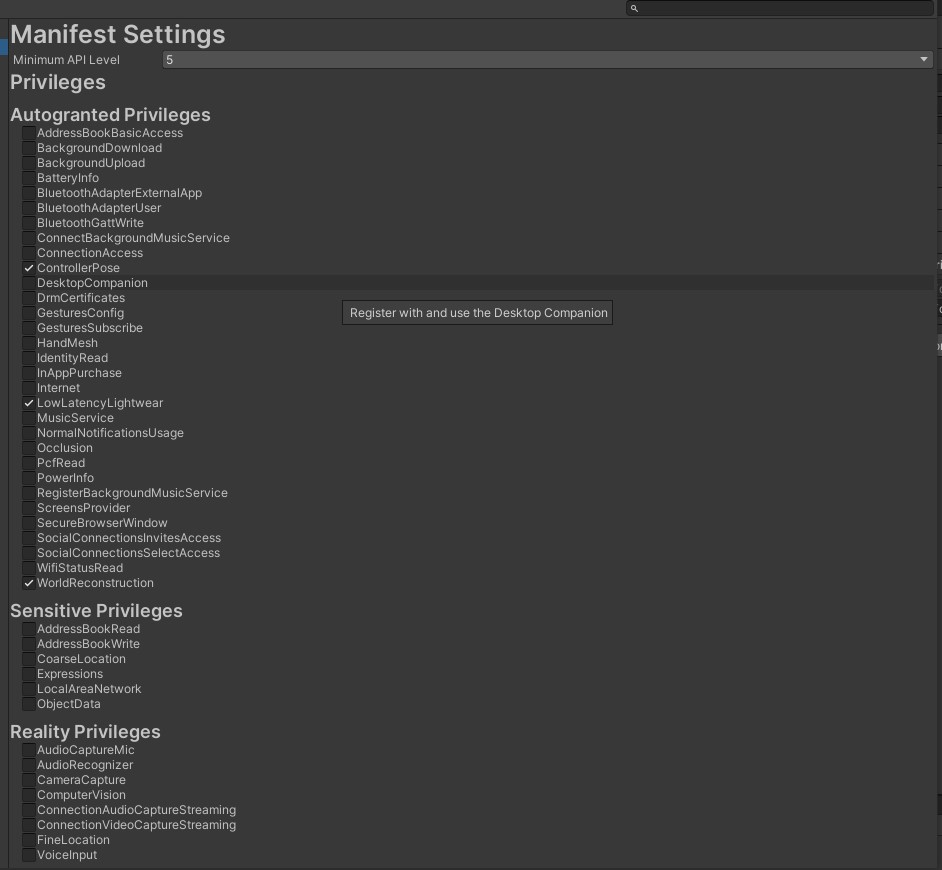 Manifest Settings
Minimum API Level 5
Privileges
Autogranted Privileges
AddressBookBasicAccess
BackgroundDownload
BackgroundUpload
BatteryInfo
BluetoothAdapterExternalApp
BluetoothAdapterUser
BluetoothGattWrite
ConnectBackgroundMusicService
ConnectionAccess
ControllerPose
DesktopCompanion
DrmCertificates
GesturesConfig
Register with and use the Desktop Companion
GesturesSubscribe
HandMesh
IdentityRead
InAppPurchase
Internet
LowLatencyLightwear
MusicService
NormalNotificationsUsage
Occlusion
PcfRead
PowerInfo
RegisterBackgroundMusicService
ScreensProvider
SecureBrowserWindow
SocialConnectionsInvitesAccess
SocialConnectionsSelectAccess
WifiStatusRead
WorldReconstruction
Sensitive Privileges
AddressBookRead
AddressBookWrite
CoarseLocation
Expressions
LocalAreaNetwork
ObjectData
Reality Privileges
AudioCaptureMic
AudioRecognizer
CameraCapture
ComputerVision
ConnectionAudioCaptureStreaming
ConnectionVideoCaptureStreaming
FineLocation
VoiceInput